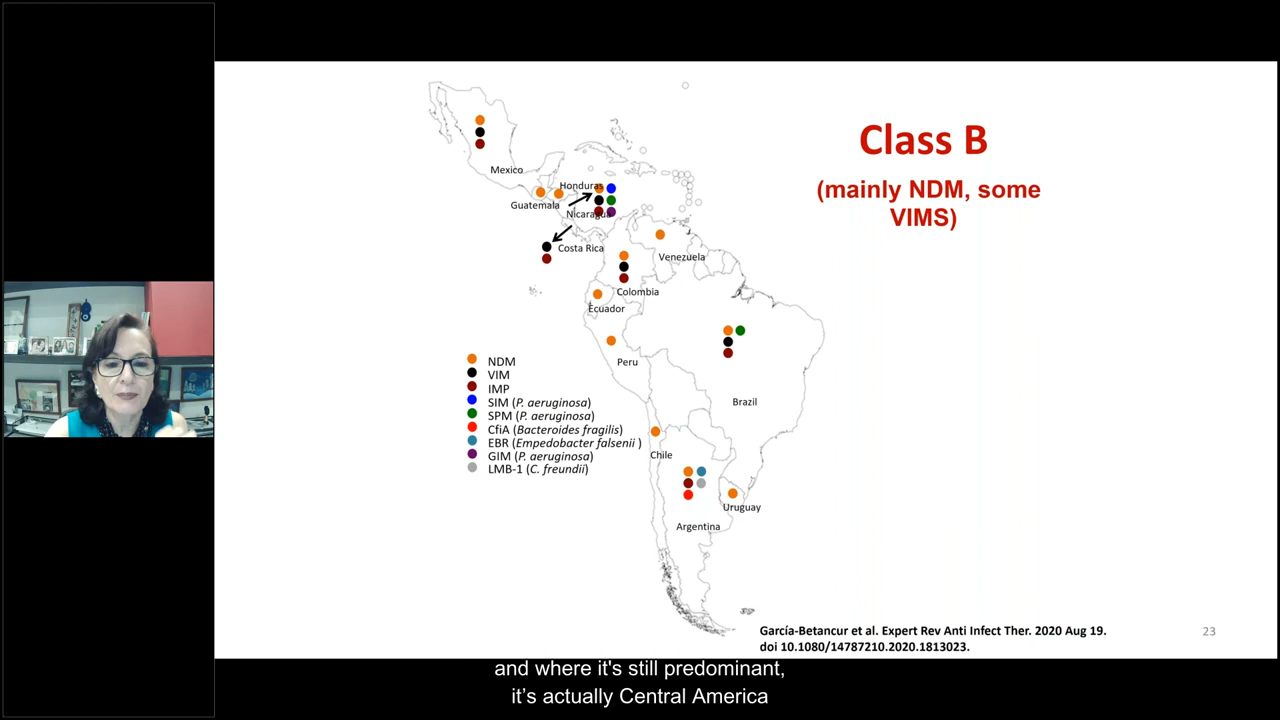 Class B
(mainly NDM, some
VIMS)
Mexico
Honduras
Guatemala
Nicaragua
Costa Rica
Venezuela
Colombia
Ecuador
Peru
Brazil
Chile
Uruguay
Argentina
NDM
VIM
IMP
SIM (P. aeruginosa)
SPM (P. aeruginosa)
CfiA (Bacteroides fragilis)
EBR (Empedobacter falsenii )
GIM (P. aeruginosa)
LMB-1 (C. freundii)
García-Betancur et al. Expert Rev Anti Infect Ther. 2020 Aug 19.
doi 10.1080/14787210.2020.1813023.
23
and where it's still predominant,
it’s actually Central America